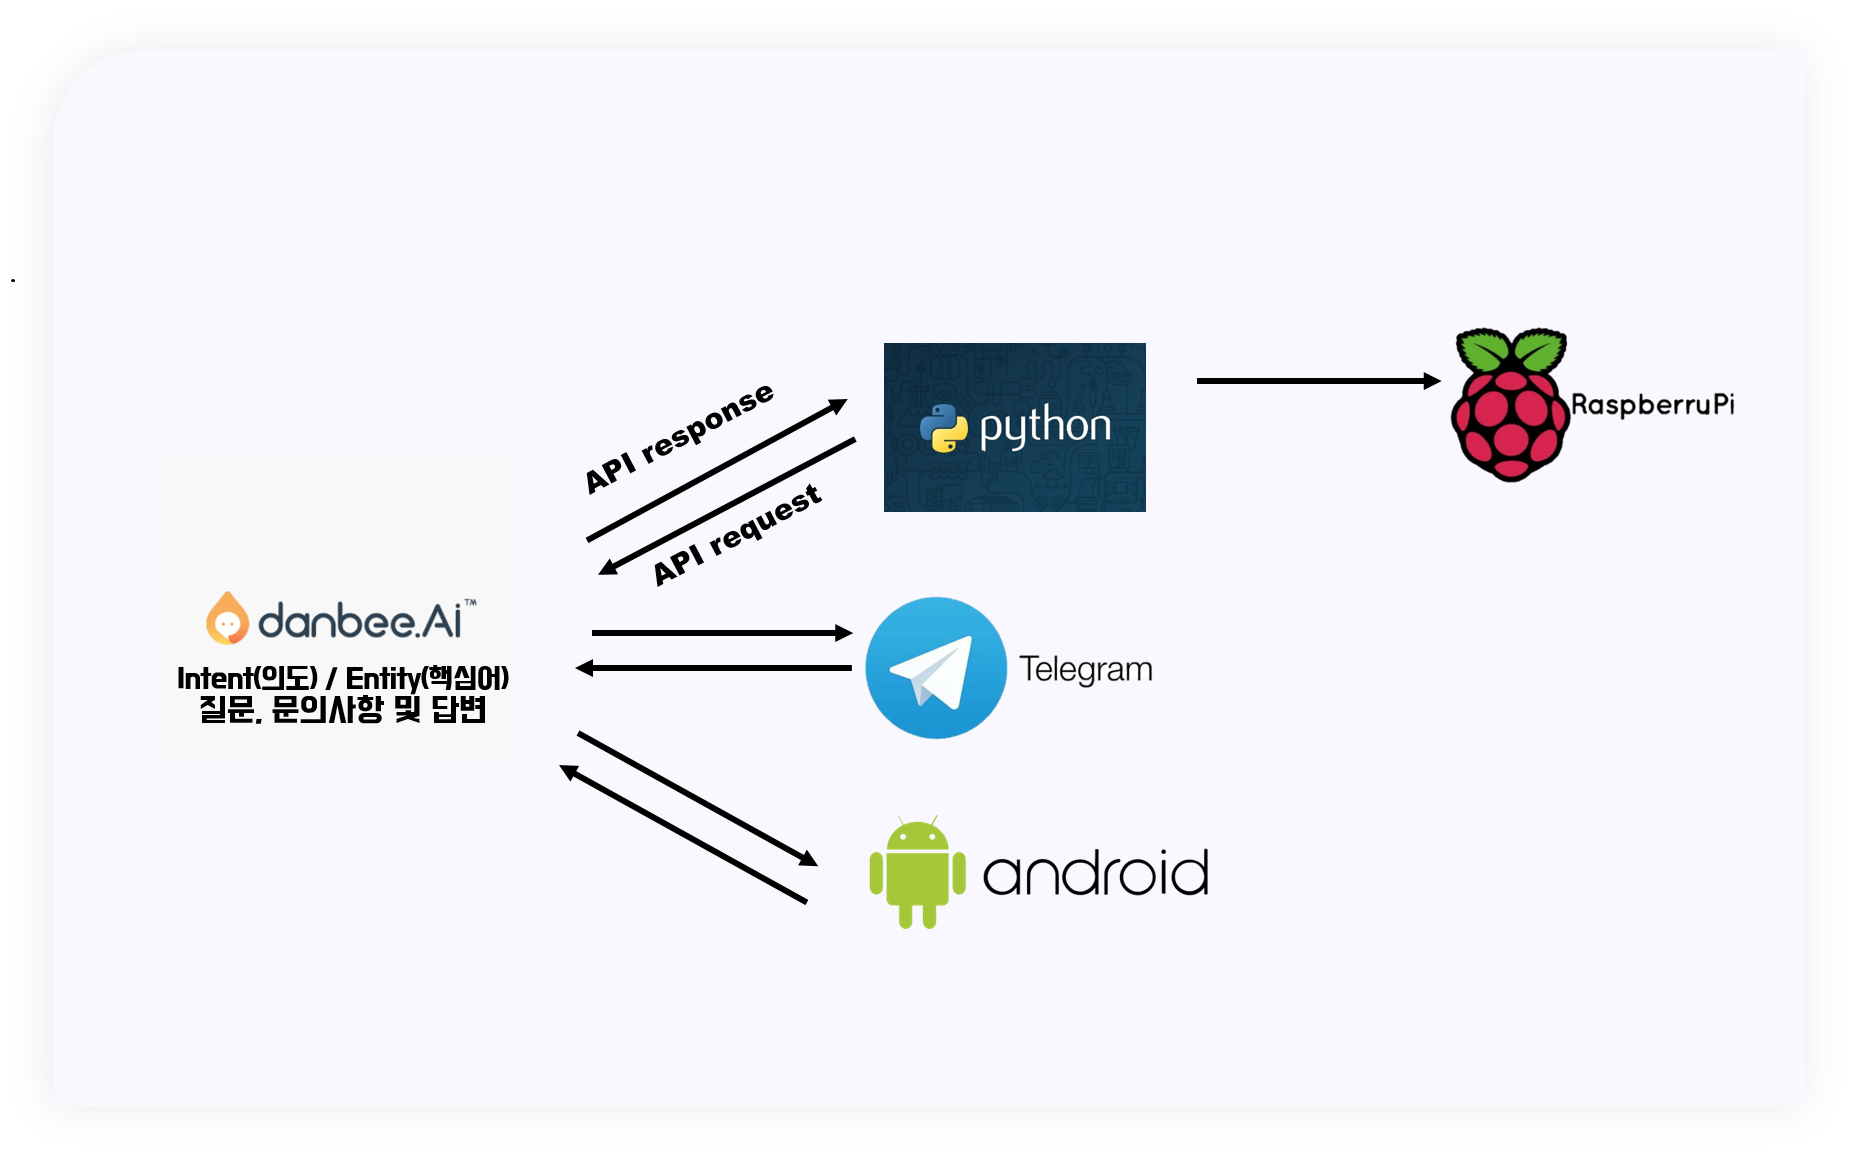 API response
API request
python
RaspberruPi
danbee.Ai™
Intent(의도) / Entity(핵심어)
질문, 문의사항 및 답변
Telegram
android